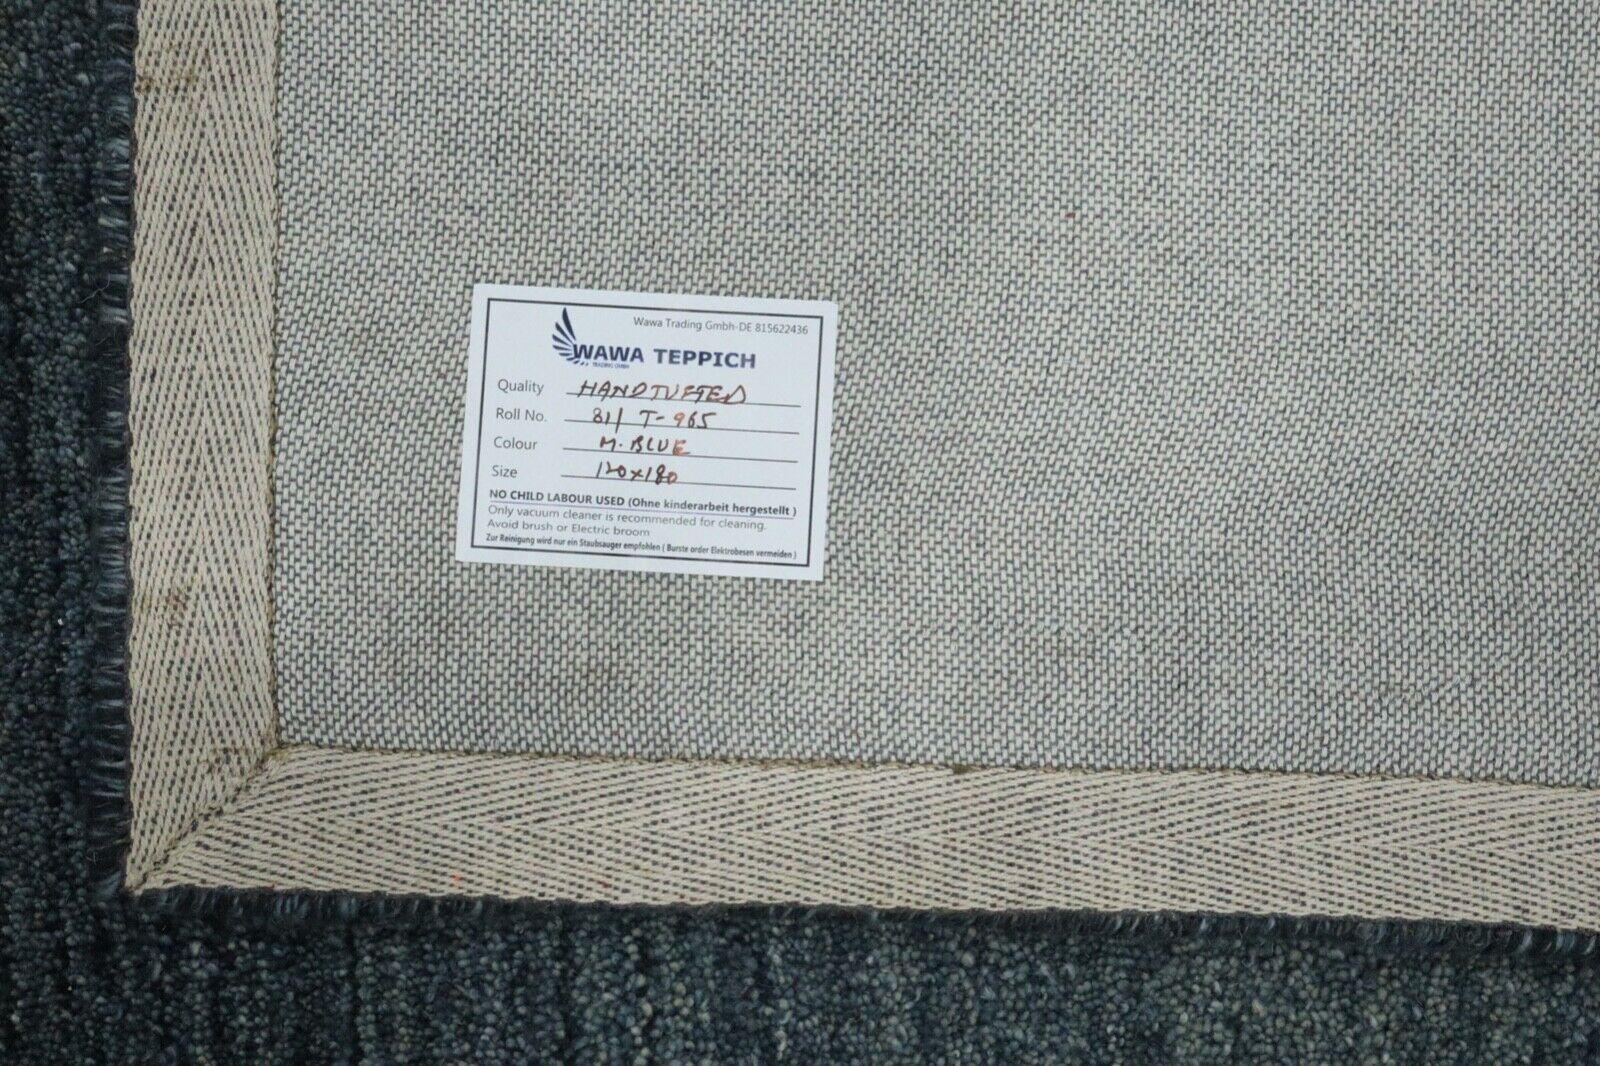 Wawa Trading Gmbh-DE 815622436
WAWA TEPPICH
TRADING GMBH
Quality HANDTUFTED
Roll No. 81/ T-965
Colour M.BLUE
Size 120x180
NO CHILD LABOUR USED (Ohne kinderarbeit hergestellt )
Only vacuum cleaner is recommended for cleaning.
Avoid brush or Electric broom
Zur Reinigung wird nur ein Staubsauger empfohlen ( Burste order Elektrobesen vermeiden )